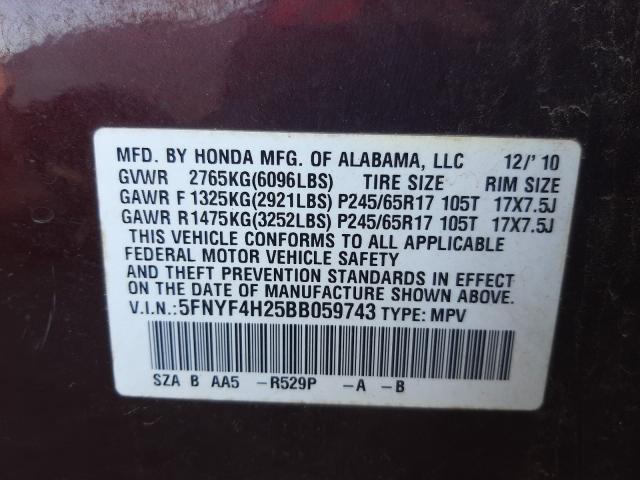 MFD. BY HONDA MFG. OF ALABAMA, LLC 12/' 10
GVWR 2765KG(6096LBS) TIRE SIZE RIM SIZE
GAWR F 1325KG(2921LBS) P245/65R17 105T 17X7.5J
GAWR R1475KG(3252LBS) P245/65R17 105T 17X7.5J
THIS VEHICLE CONFORMS TO ALL APPLICABLE
FEDERAL MOTOR VEHICLE SAFETY
AND THEFT PREVENTION STANDARDS IN EFFECT
ON THE DATE OF MANUFACTURE SHOWN ABOVE.
V.I.N.: 5FNYF4H25BB059743 TYPE: MPV
SZA B AA5 -R529P -A -B